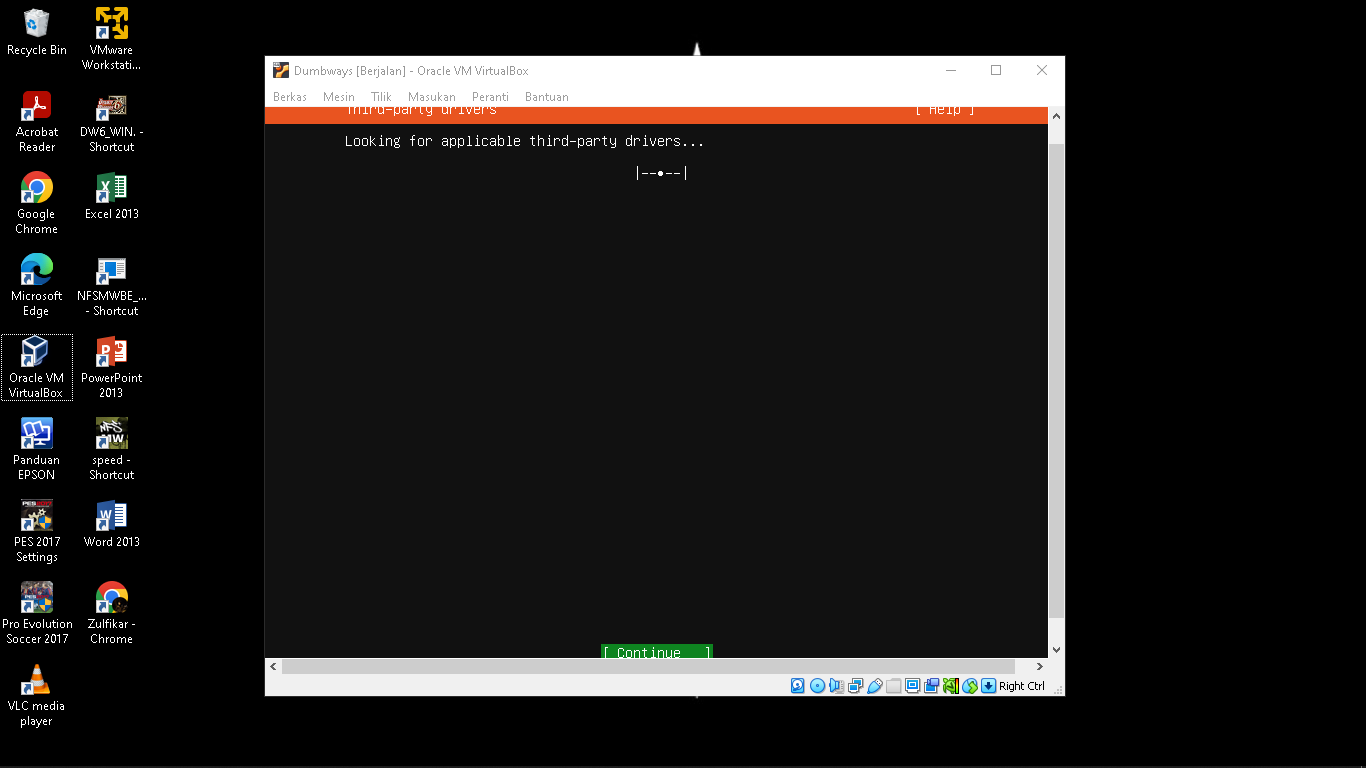 Recycle Bin
VMware
Workstati...
Acrobat
Reader
DW6_WIN. -
Shortcut
Google
Chrome
Excel 2013
Microsoft
Edge
NFSMWBE_...
- Shortcut
Oracle VM
VirtualBox
PowerPoint
2013
Panduan
EPSON
speed -
Shortcut
PES 2017
Settings
Word 2013
Pro Evolution
Soccer 2017
Zulfikar -
Chrome
VLC media
player
Dumbways [Berjalan] - Oracle VM VirtualBox
Berkas Mesin Tilik Masukan Peranti Bantuan
Third-party drivers [ Help ]
Looking for applicable third-party drivers...
|--•--|
[ Continue ]
Right Ctrl